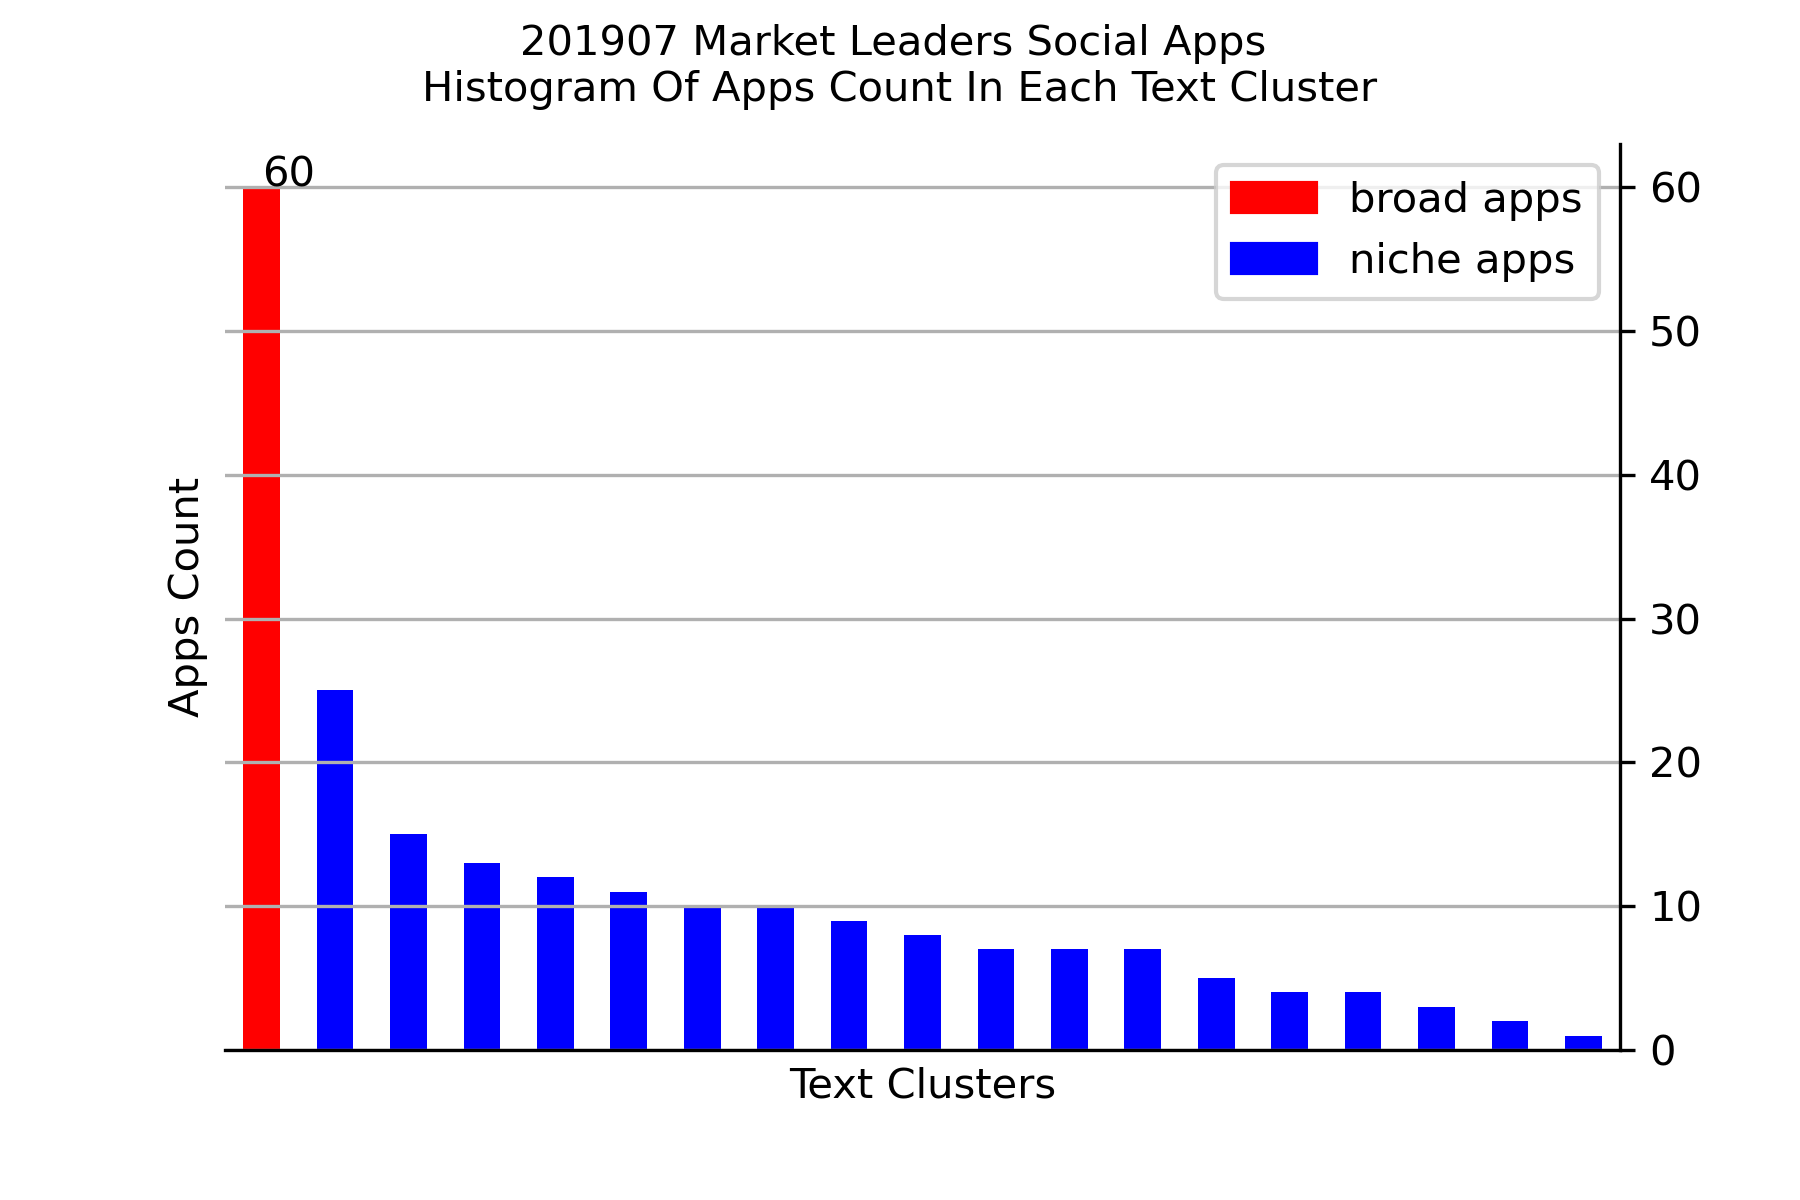 201907 Market Leaders Social Apps
Histogram Of Apps Count In Each Text Cluster
60
broad apps
niche apps
60
50
40
30
20
10
0
Apps Count
Text Clusters